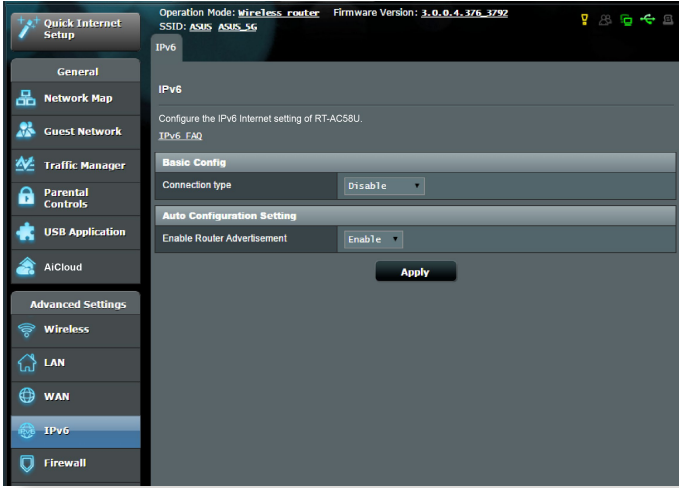 Quick Internet
Setup
Operation Mode: Wireless router Firmware Version: 3.0.0.4.376_3792
SSID: ASUS ASUS_5G
IPv6
General
Network Map
Guest Network
Traffic Manager
Parental
Controls
USB Application
AiCloud
Advanced Settings
Wireless
LAN
WAN
IPv6
Firewall
IPv6
Configure the IPv6 Internet setting of RT-AC58U.
IPv6 FAQ
Basic Config
Connection type Disable
Auto Configuration Setting
Enable Router Advertisement Enable
Apply